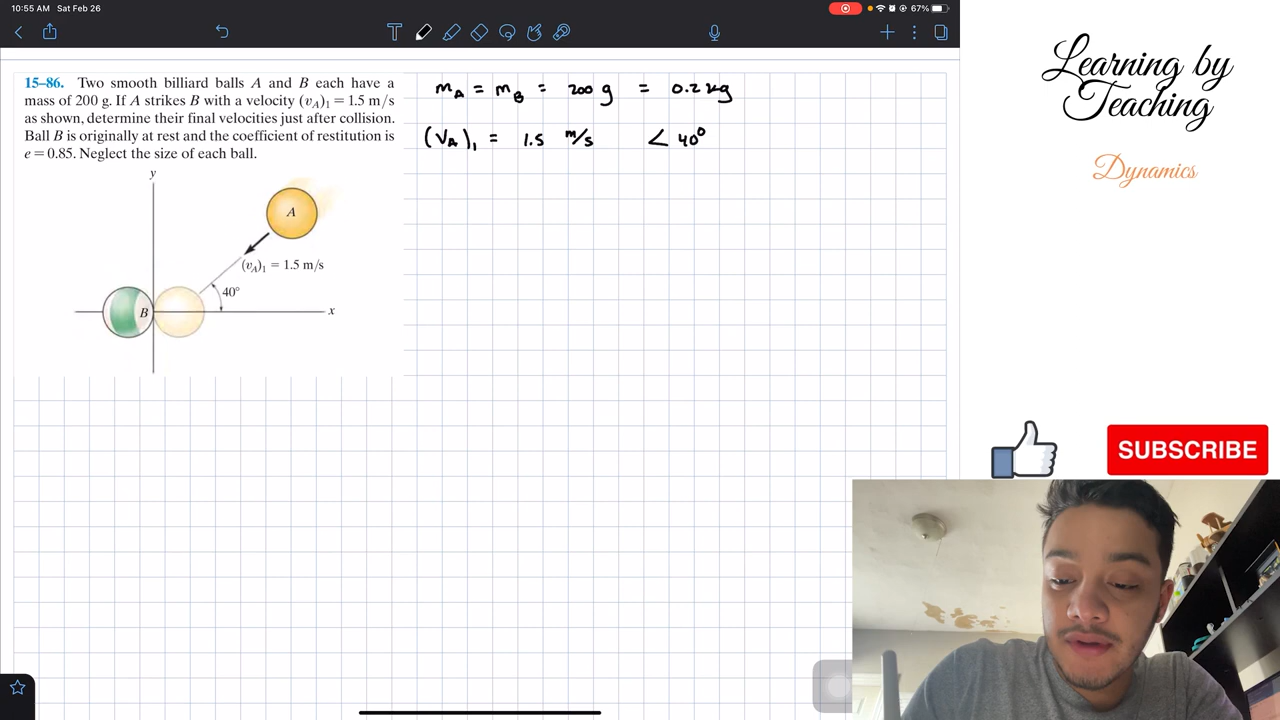 10:55 AM Sat Feb 26
67%
15–86. Two smooth billiard balls A and B each have a
mass of 200 g. If A strikes B with a velocity (vA)1 = 1.5 m/s
as shown, determine their final velocities just after collision.
Ball B is originally at rest and the coefficient of restitution is
e = 0.85. Neglect the size of each ball.
mA = mB = 200 g = 0.2 kg
(VA)1 = 1.5 m/s ∠ 40°
y
A
(vA)1 = 1.5 m/s
40°
B
x
Learning by
Teaching
Dynamics
SUBSCRIBE